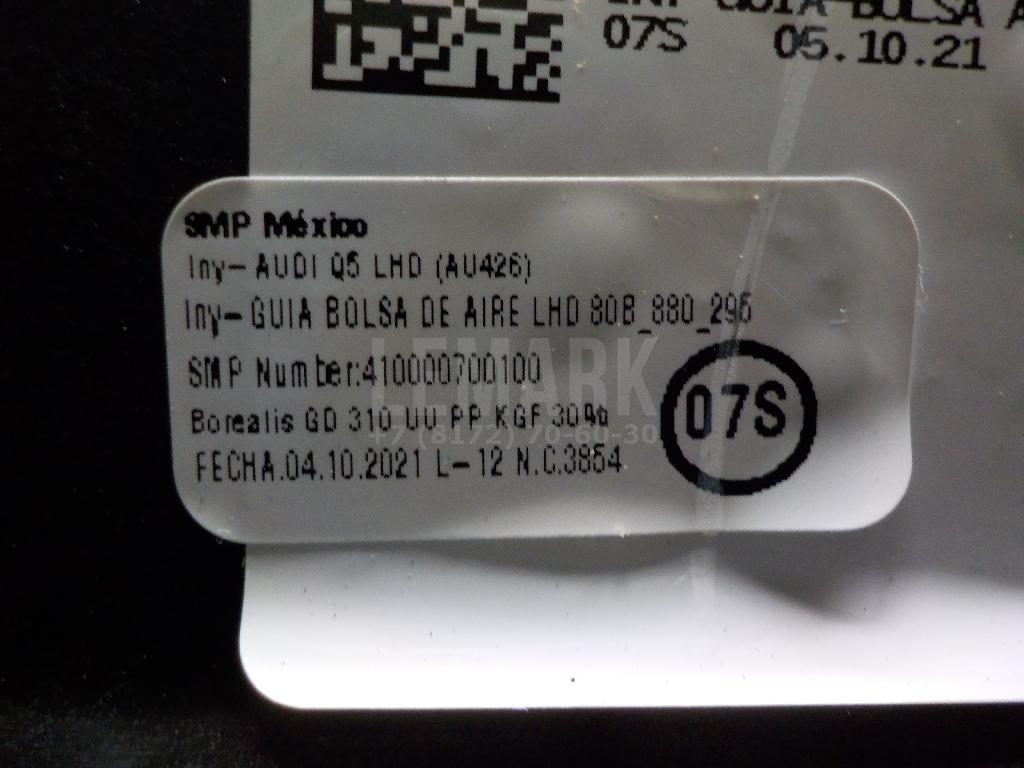 GUIA-BOLSA
07S 05.10.21
SMP México
Iny-AUDI Q5 LHD (AU426)
Iny-GUIA BOLSA DE AIRE LHD 80B_880_295
SMP Number:410000700100
Borealis GD 310 UU PP KGF 30%
FECHA.04.10.2021 L-12 N.C.3854
07S
LEMARK
+7 (8172) 70-60-30